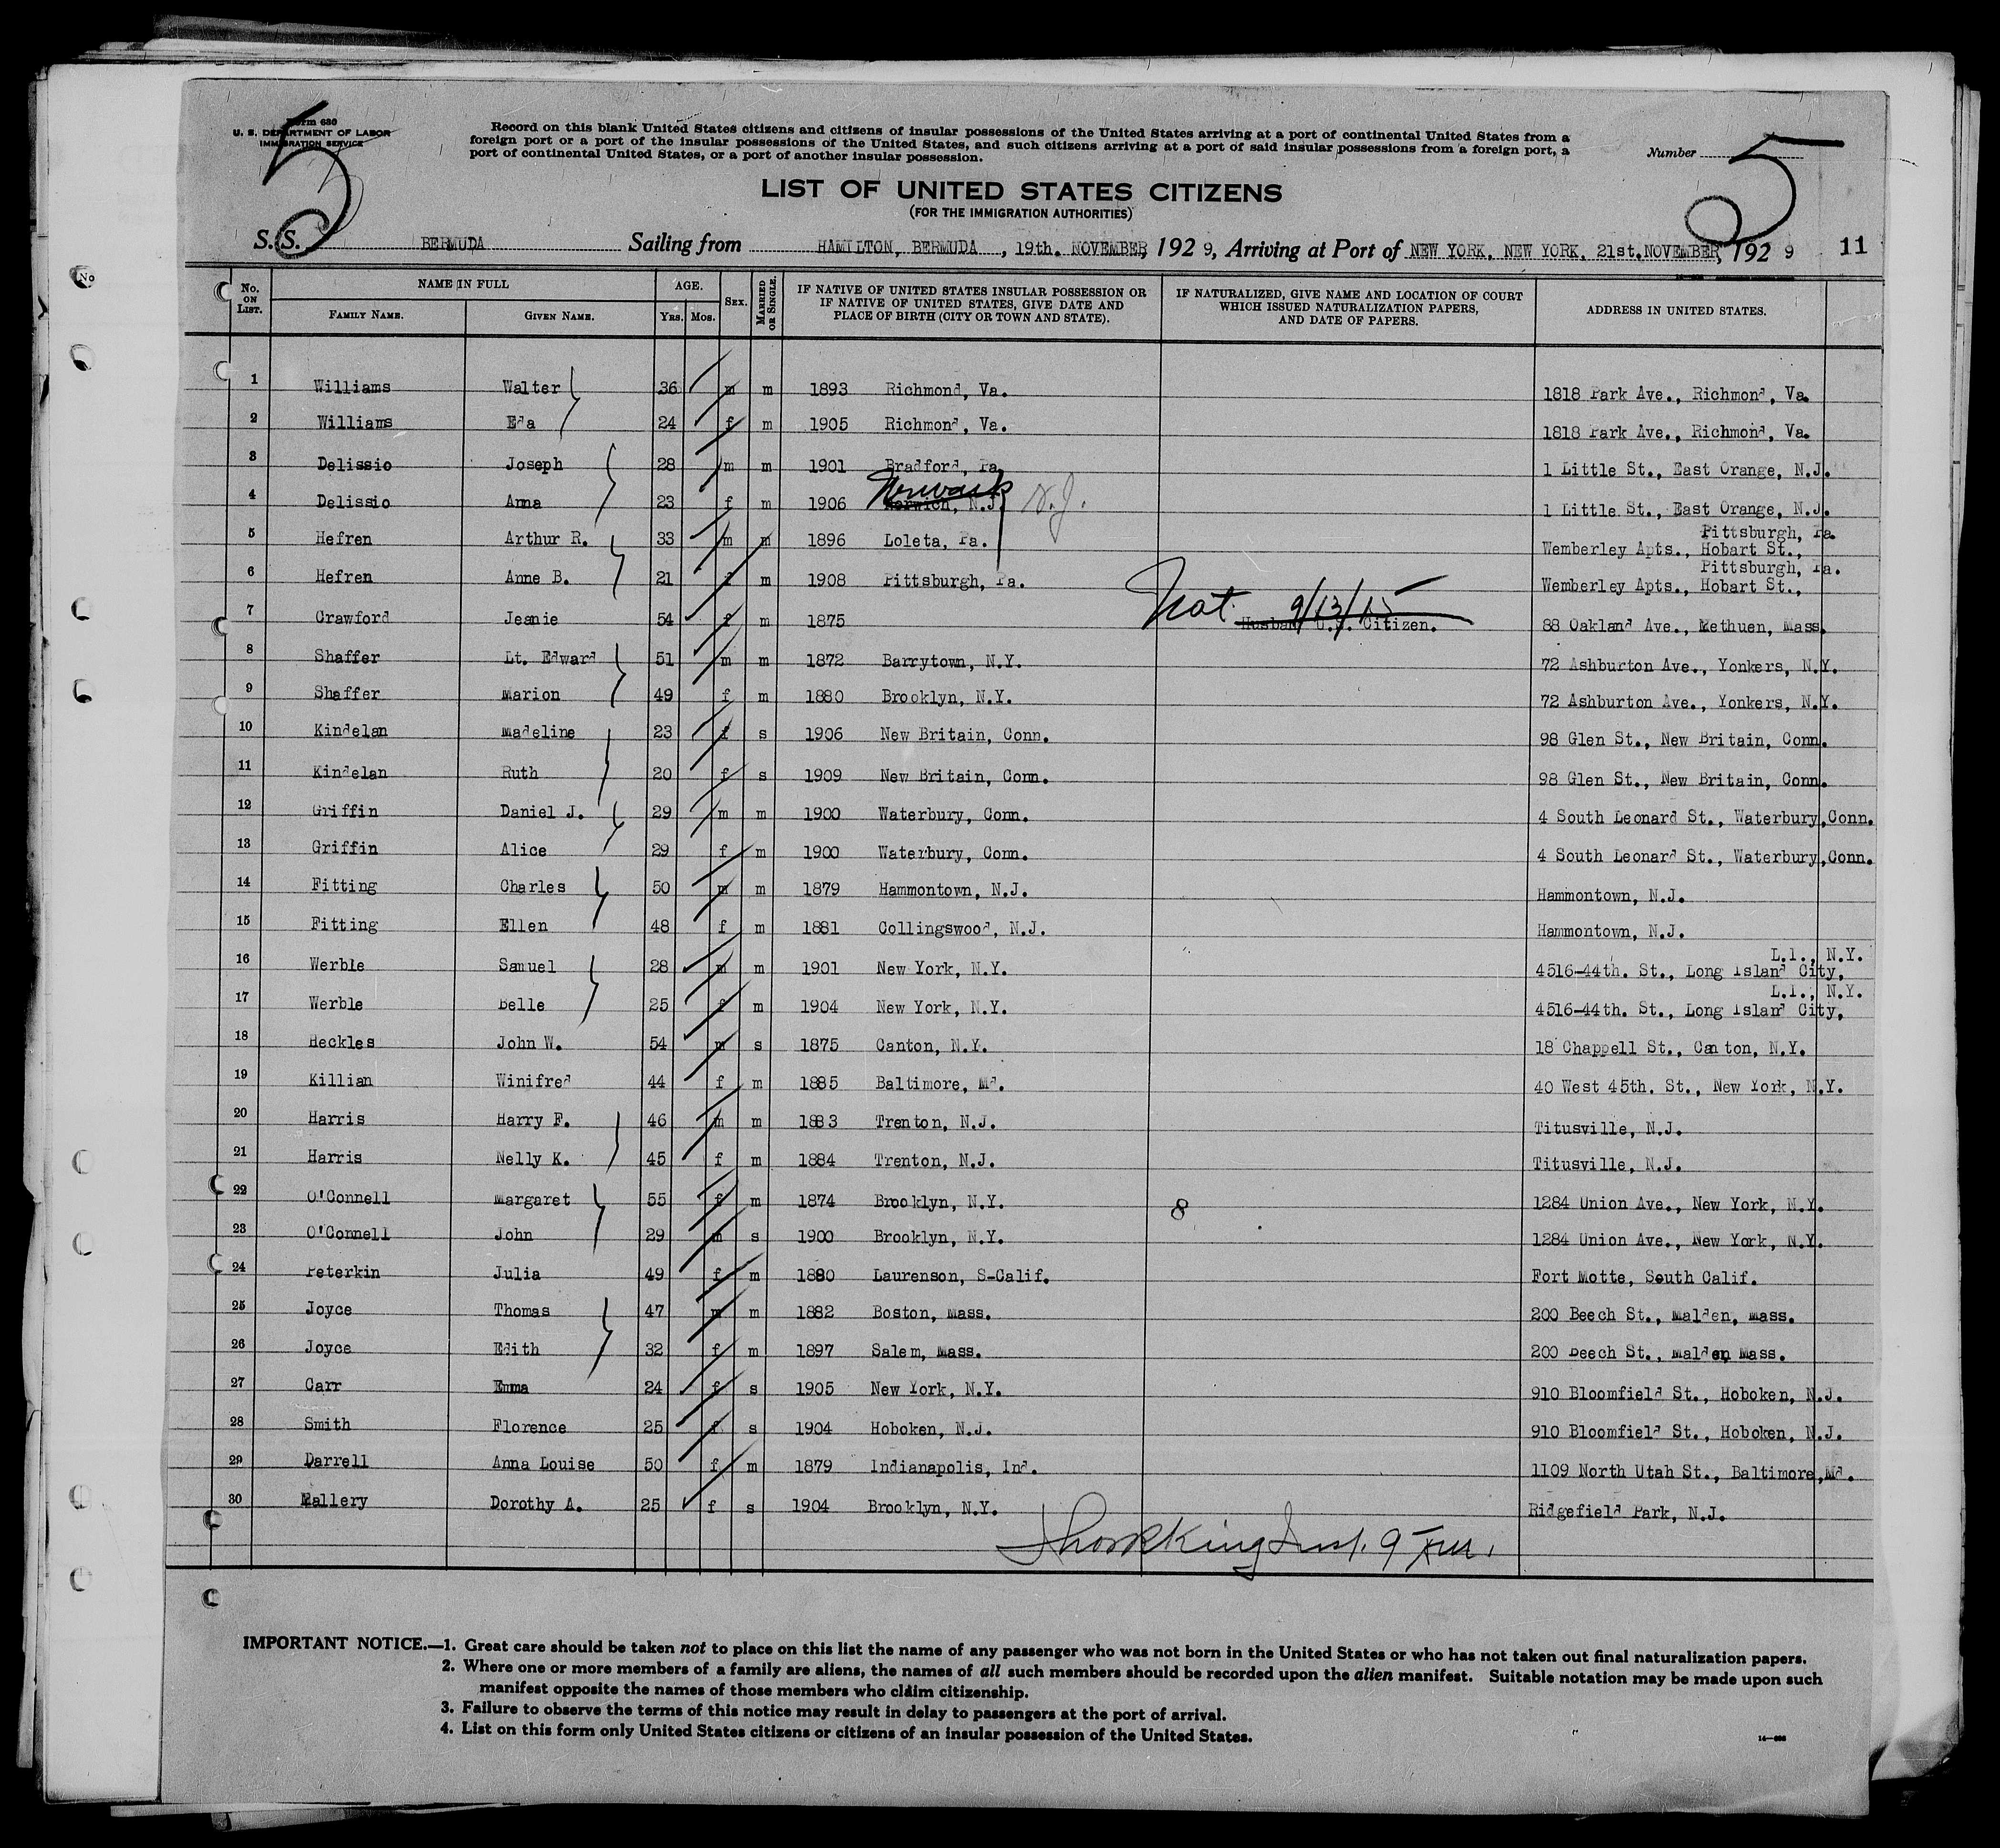 Form 630
U. S. DEPARTMENT OF LABOR
IMMIGRATION SERVICE
5
Record on this blank United States citizens and citizens of insular possessions of the United States arriving at a port of continental United States from a
foreign port or a port of the insular possessions of the United States, and such citizens arriving at a port of said insular possessions from a foreign port, a
port of continental United States, or a port of another insular possession.
Number 5
LIST OF UNITED STATES CITIZENS
(FOR THE IMMIGRATION AUTHORITIES)
S. S. BERMUDA Sailing from HAMILTON, BERMUDA, 19th. NOVEMBER, 1929, Arriving at Port of NEW YORK, NEW YORK, 21st. NOVEMBER, 1929 11
No. ON LIST. NAME IN FULL FAMILY NAME. GIVEN NAME. AGE. YRS. MOS. SEX. MARRIED OR SINGLE. IF NATIVE OF UNITED STATES INSULAR POSSESSION OR IF NATIVE OF UNITED STATES, GIVE DATE AND PLACE OF BIRTH (CITY OR TOWN AND STATE). IF NATURALIZED, GIVE NAME AND LOCATION OF COURT WHICH ISSUED NATURALIZATION PAPERS, AND DATE OF PAPERS. ADDRESS IN UNITED STATES.
1 Williams Walter 36 m m 1893 Richmond, Va. 1818 Park Ave., Richmond, Va.
2 Williams Eda 24 f m 1905 Richmond, Va. 1818 Park Ave., Richmond, Va.
3 Delissio Joseph 28 m m 1901 Bradford, Pa 1 Little St., East Orange, N.J.
4 Delissio Anna 23 f m 1906 Norwich, N.J. Newark N.J. 1 Little St., East Orange, N.J.
5 Hefren Arthur R. 33 m m 1896 Loleta, Pa. Wemberley Apts., Hobart St., Pittsburgh, Pa.
6 Hefren Anne B. 21 f m 1908 Pittsburgh, Pa. Wemberley Apts., Hobart St., Pittsburgh, Pa.
7 Crawford Jeanie 54 f m 1875 Nat. 9/13/15 Husband U.S. Citizen. 88 Oakland Ave., Methuen, Mass.
8 Shaffer Lt. Edward 51 m m 1872 Barrytown, N.Y. 72 Ashburton Ave., Yonkers, N.Y.
9 Shaffer Marion 49 f m 1880 Brooklyn, N.Y. 72 Ashburton Ave., Yonkers, N.Y.
10 Kindelan Madeline 23 f s 1906 New Britain, Conn. 98 Glen St., New Britain, Conn.
11 Kindelan Ruth 20 f s 1909 New Britain, Conn. 98 Glen St., New Britain, Conn.
12 Griffin Daniel J. 29 m m 1900 Waterbury, Conn. 4 South Leonard St., Waterbury, Conn.
13 Griffin Alice 29 f m 1900 Waterbury, Conn. 4 South Leonard St., Waterbury, Conn.
14 Fitting Charles 50 m m 1879 Hammontown, N.J. Hammontown, N.J.
15 Fitting Ellen 48 f m 1881 Collingswood, N.J. Hammontown, N.J.
16 Werble Samuel 28 m m 1901 New York, N.Y. 4516-44th. St., Long Island City, L.I., N.Y.
17 Werble Belle 25 f m 1904 New York, N.Y. 4516-44th. St., Long Island City, L.I., N.Y.
18 Heckles John W. 54 m s 1875 Canton, N.Y. 18 Chappell St., Canton, N.Y.
19 Killian Winifred 44 f m 1885 Baltimore, Md. 40 West 45th. St., New York, N.Y.
20 Harris Harry F. 46 m m 1883 Trenton, N.J. Titusville, N.J.
21 Harris Nelly K. 45 f m 1884 Trenton, N.J. Titusville, N.J.
22 O'Connell Margaret 55 f m 1874 Brooklyn, N.Y. 8 1284 Union Ave., New York, N.Y.
23 O'Connell John 29 m s 1900 Brooklyn, N.Y. 1284 Union Ave., New York, N.Y.
24 Peterkin Julia 49 f m 1880 Laurenson, S-Calif. Fort Motte, South Calif.
25 Joyce Thomas 47 m m 1882 Boston, Mass. 200 Beech St., Malden, Mass.
26 Joyce Edith 32 f m 1897 Salem, Mass. 200 Beech St., Malden Mass.
27 Carr Emma 24 f s 1905 New York, N.Y. 910 Bloomfield St., Hoboken, N.J.
28 Smith Florence 25 f s 1904 Hoboken, N.J. 910 Bloomfield St., Hoboken, N.J.
29 Darrell Anna Louise 50 f m 1879 Indianapolis, Ind. 1109 North Utah St., Baltimore, Md.
30 Mallery Dorothy A. 25 f s 1904 Brooklyn, N.Y. Ridgefield Park, N.J.
IMPORTANT NOTICE.—1. Great care should be taken not to place on this list the name of any passenger who was not born in the United States or who has not taken out final naturalization papers.
2. Where one or more members of a family are aliens, the names of all such members should be recorded upon the alien manifest. Suitable notation may be made upon such
manifest opposite the names of those members who claim citizenship.
3. Failure to observe the terms of this notice may result in delay to passengers at the port of arrival.
4. List on this form only United States citizens or citizens of an insular possession of the United States.